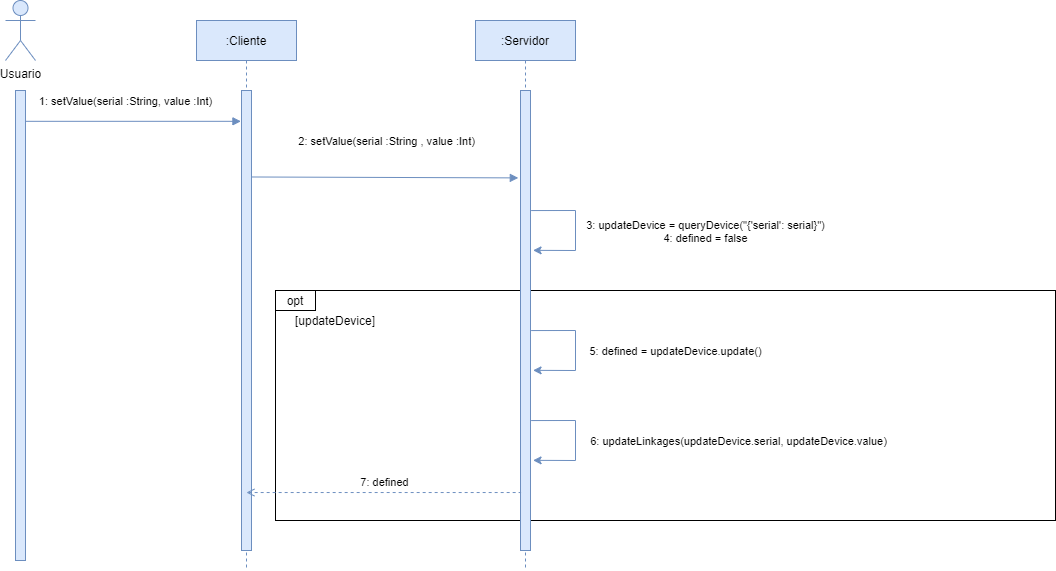 :Cliente
:Servidor
Usuario
1: setValue(serial :String, value :Int)
2: setValue(serial :String , value :Int)
3: updateDevice = queryDevice("{'serial': serial}")
4: defined = false
opt
[updateDevice]
5: defined = updateDevice.update()
6: updateLinkages(updateDevice.serial, updateDevice.value)
7: defined